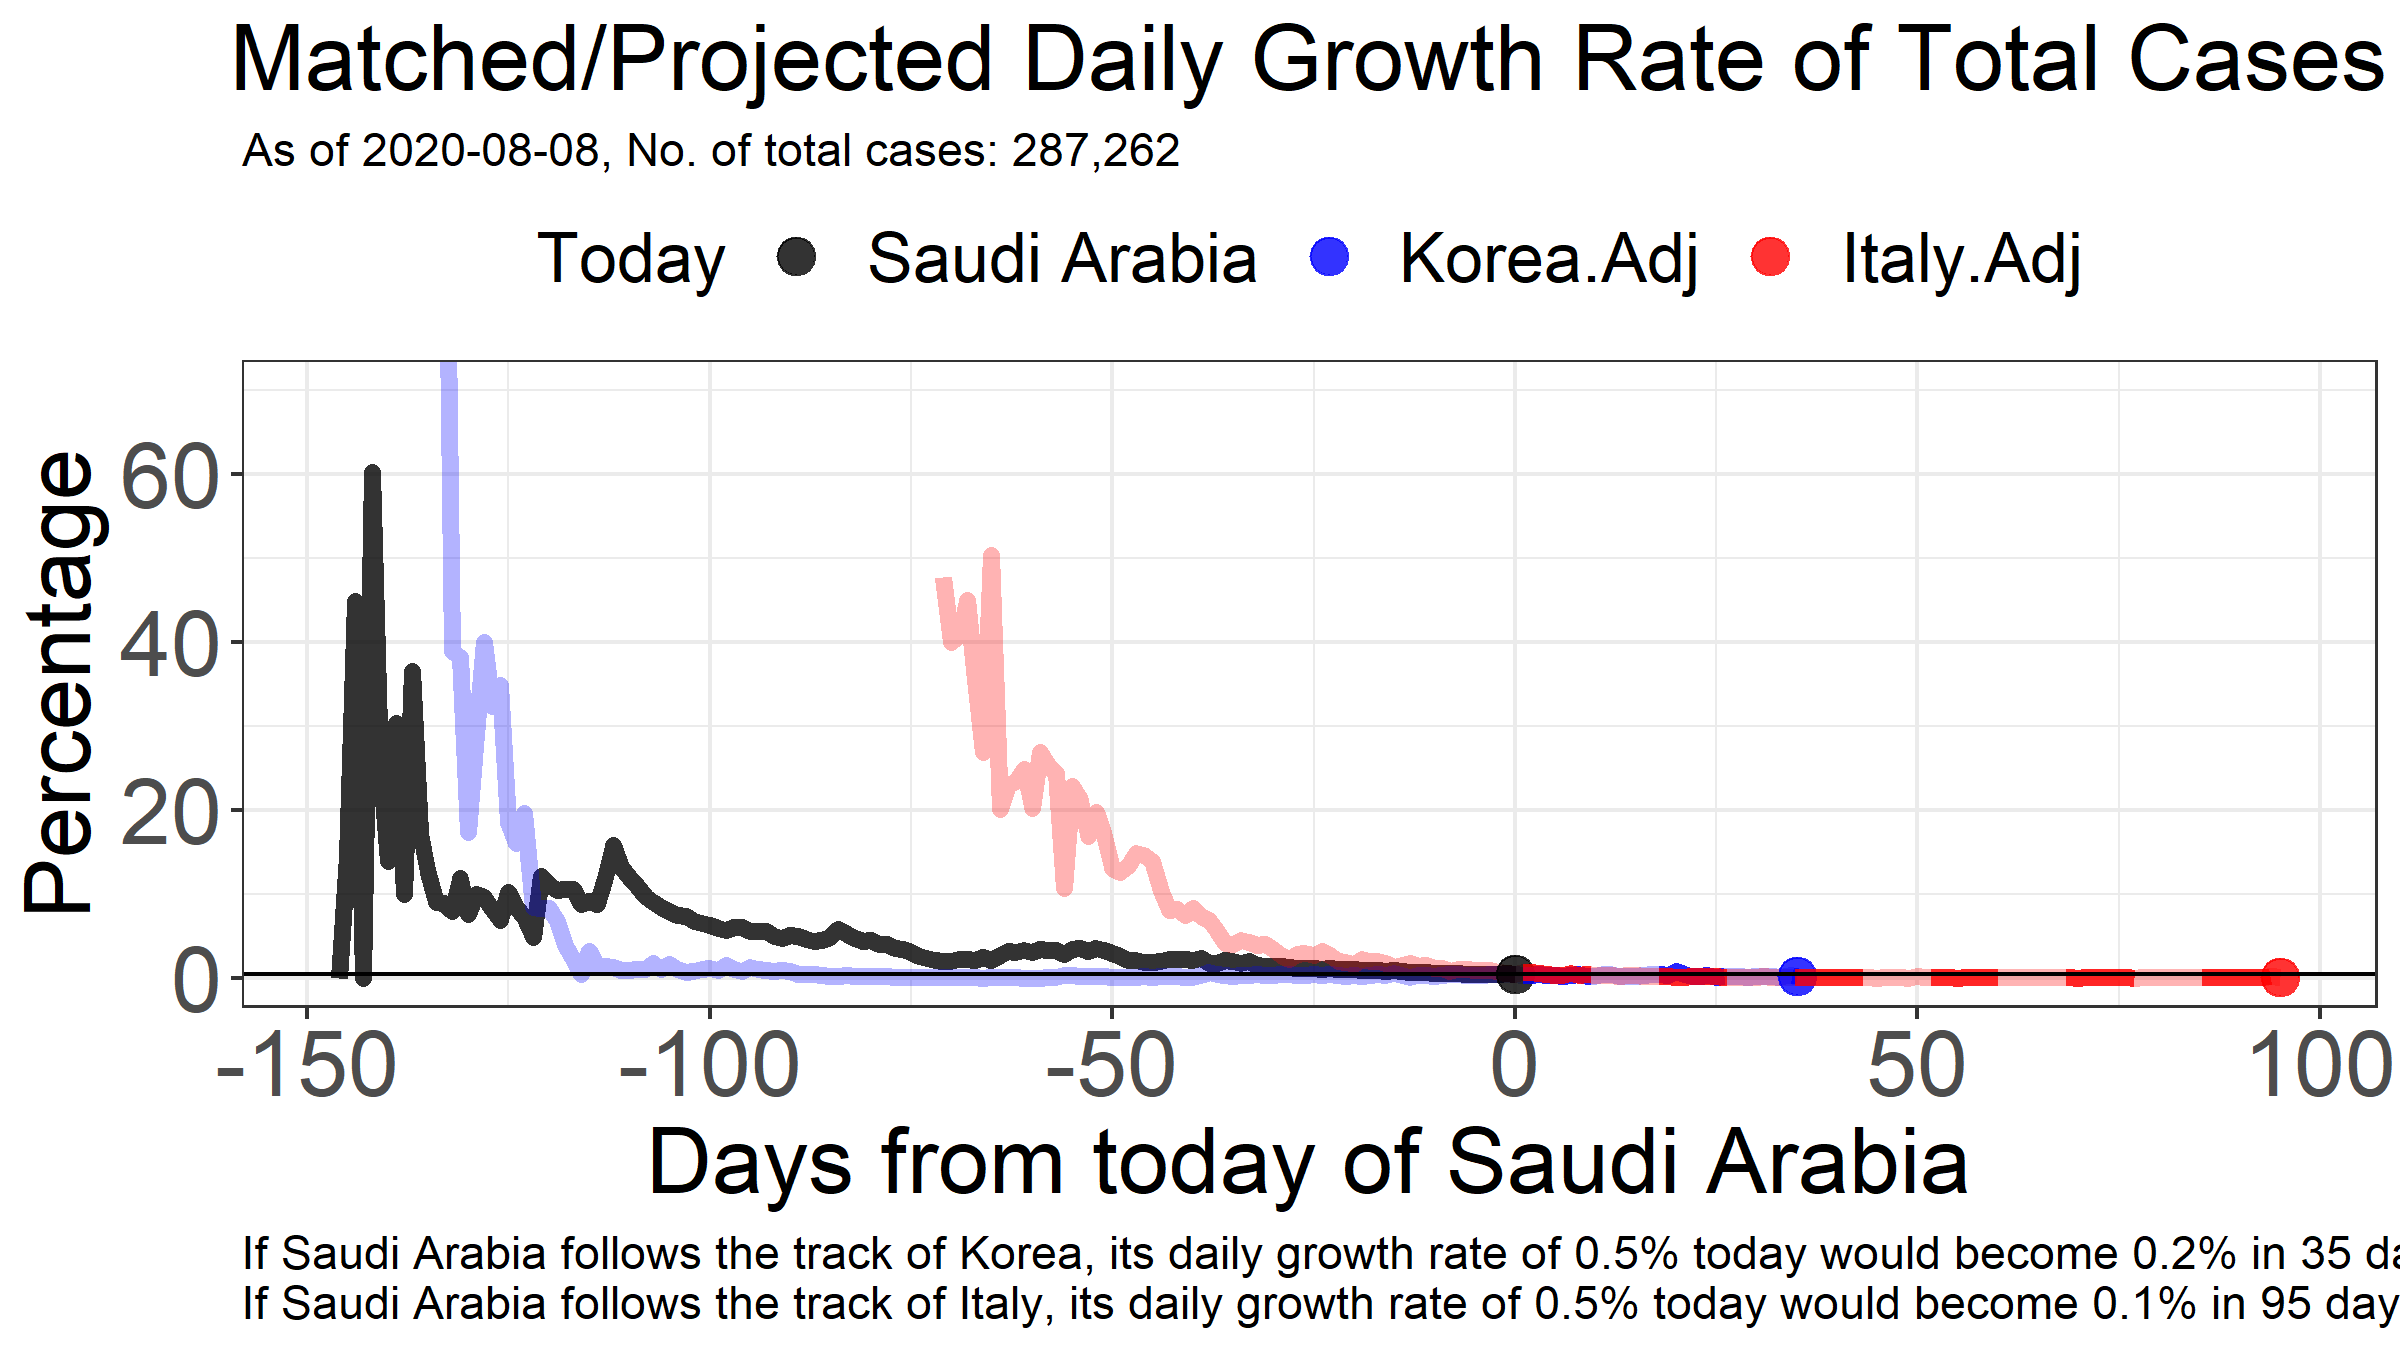 Matched/Projected Daily Growth Rate of Total Cases
As of 2020-08-08, No. of total cases: 287,262
Today Saudi Arabia Korea.Adj Italy.Adj
Percentage
60
40
20
0
-150 -100 -50 0 50 100
Days from today of Saudi Arabia
If Saudi Arabia follows the track of Korea, its daily growth rate of 0.5% today would become 0.2% in 35 da
If Saudi Arabia follows the track of Italy, its daily growth rate of 0.5% today would become 0.1% in 95 day